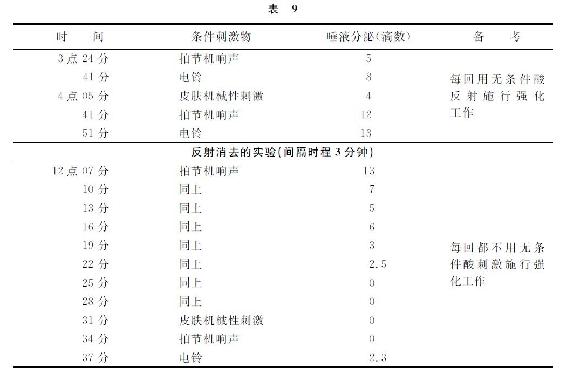 表 9
时 间 条件刺激物 唾液分泌(滴数) 备 考
3点24分 拍节机响声 5
41分 电铃 8
每回用无条件酸
4点05分 皮肤机械性刺激 4
反射施行强化
41分 拍节机响声 12
工作
51分 电铃 13
反射消去的实验(间隔时程3分钟)
12点07分 拍节机响声 13
10分 同上 7
13分 同上 5
16分 同上 6
19分 同上 3
每回都不用无条
22分 同上 2.5
件酸刺激施行强
25分 同上 0
化工作
28分 同上 0
31分 皮肤机械性刺激 0
34分 拍节机响声 0
37分 电铃 2.3